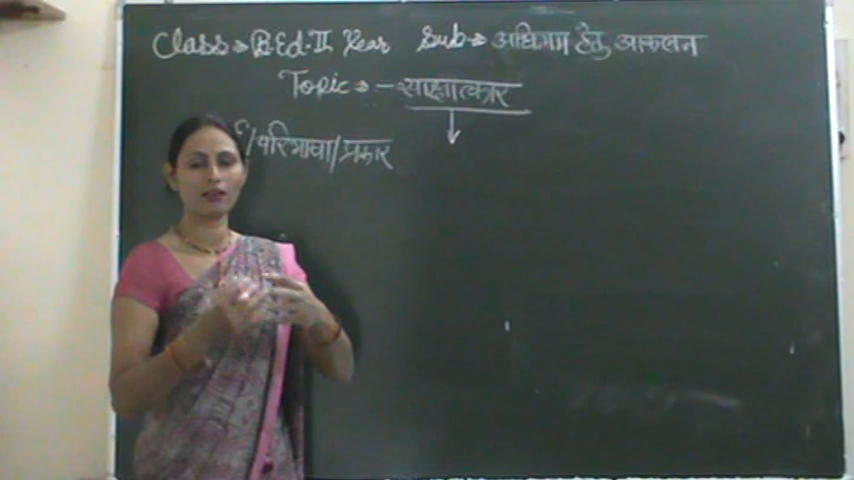 Class → B.Ed. II Year Sub → अधिगम हेतु आकलन
Topic → - साक्षात्कार
/परिभाषा/प्रकार